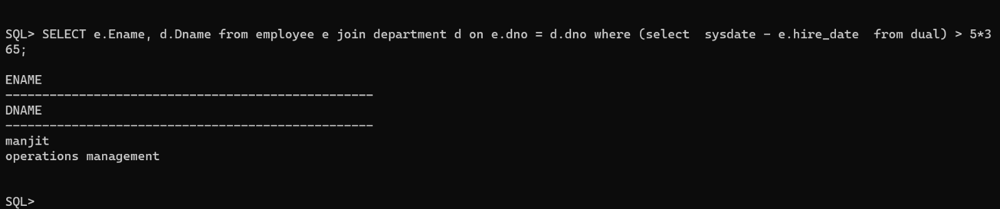 SQL> SELECT e.Ename, d.Dname from employee e join department d on e.dno = d.dno where (select  sysdate - e.hire_date  from dual) > 5*3
65;
ENAME
--------------------------------------------------
DNAME
--------------------------------------------------
manjit
operations management
SQL>